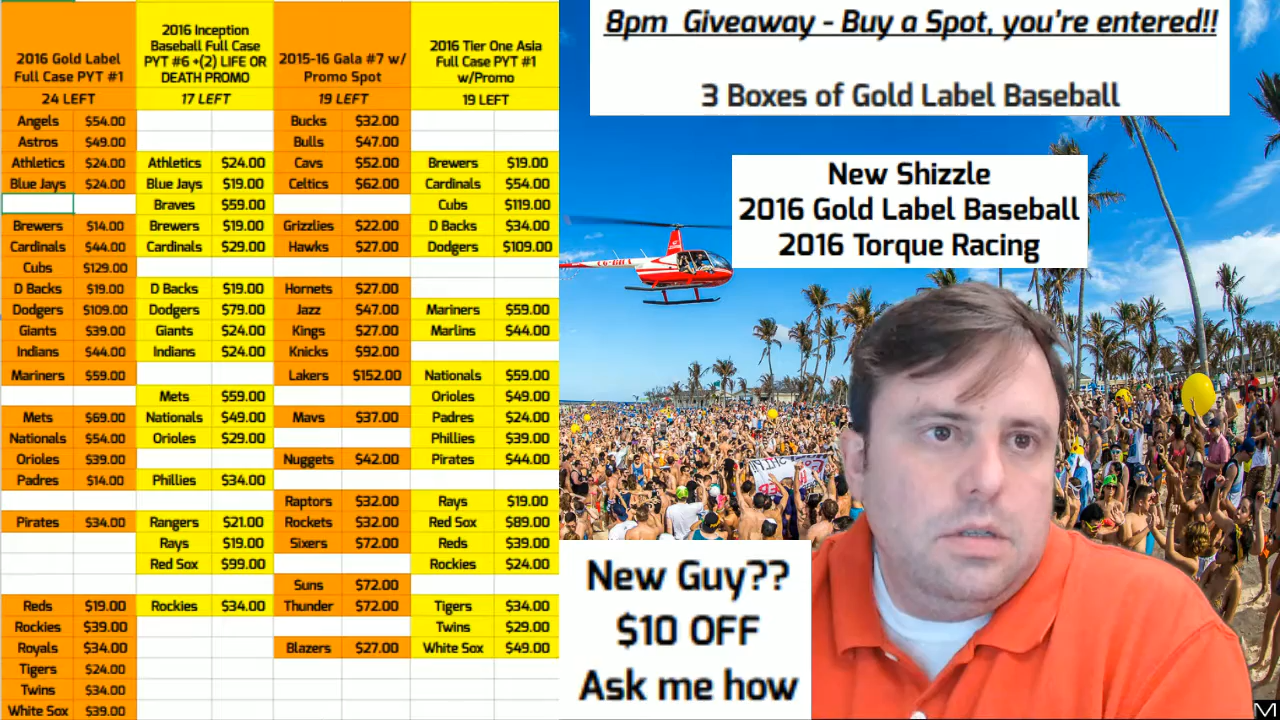 2016 Gold Label
Full Case PYT #1
24 LEFT
Angels $54.00
Astros $49.00
Athletics $24.00
Blue Jays $24.00
Brewers $14.00
Cardinals $44.00
Cubs $129.00
D Backs $19.00
Dodgers $109.00
Giants $39.00
Indians $44.00
Mariners $59.00
Mets $69.00
Nationals $54.00
Orioles $39.00
Padres $14.00
Pirates $34.00
Reds $19.00
Rockies $39.00
Royals $34.00
Tigers $24.00
Twins $34.00
White Sox $39.00
2016 Inception
Baseball Full Case
PYT #6 +(2) LIFE OR
DEATH PROMO
17 LEFT
Athletics $24.00
Blue Jays $19.00
Braves $59.00
Brewers $19.00
Cardinals $29.00
D Backs $19.00
Dodgers $79.00
Giants $24.00
Indians $24.00
Mets $59.00
Nationals $49.00
Orioles $29.00
Phillies $34.00
Rangers $21.00
Rays $19.00
Red Sox $99.00
Rockies $34.00
2015-16 Gala #7 w/
Promo Spot
19 LEFT
Bucks $32.00
Bulls $47.00
Cavs $52.00
Celtics $62.00
Grizzlies $22.00
Hawks $27.00
Hornets $27.00
Jazz $47.00
Kings $27.00
Knicks $92.00
Lakers $152.00
Mavs $37.00
Nuggets $42.00
Raptors $32.00
Rockets $32.00
Sixers $72.00
Suns $72.00
Thunder $72.00
Blazers $27.00
2016 Tier One Asia
Full Case PYT #1
w/Promo
19 LEFT
Brewers $19.00
Cardinals $54.00
Cubs $119.00
D Backs $34.00
Dodgers $109.00
Mariners $59.00
Marlins $44.00
Nationals $59.00
Orioles $49.00
Padres $24.00
Phillies $39.00
Pirates $44.00
Rays $19.00
Red Sox $89.00
Reds $39.00
Rockies $24.00
Tigers $34.00
Twins $29.00
White Sox $49.00
8pm Giveaway - Buy a Spot, you're entered!!
3 Boxes of Gold Label Baseball
New Shizzle
2016 Gold Label Baseball
2016 Torque Racing
New Guy??
$10 OFF
Ask me how
M